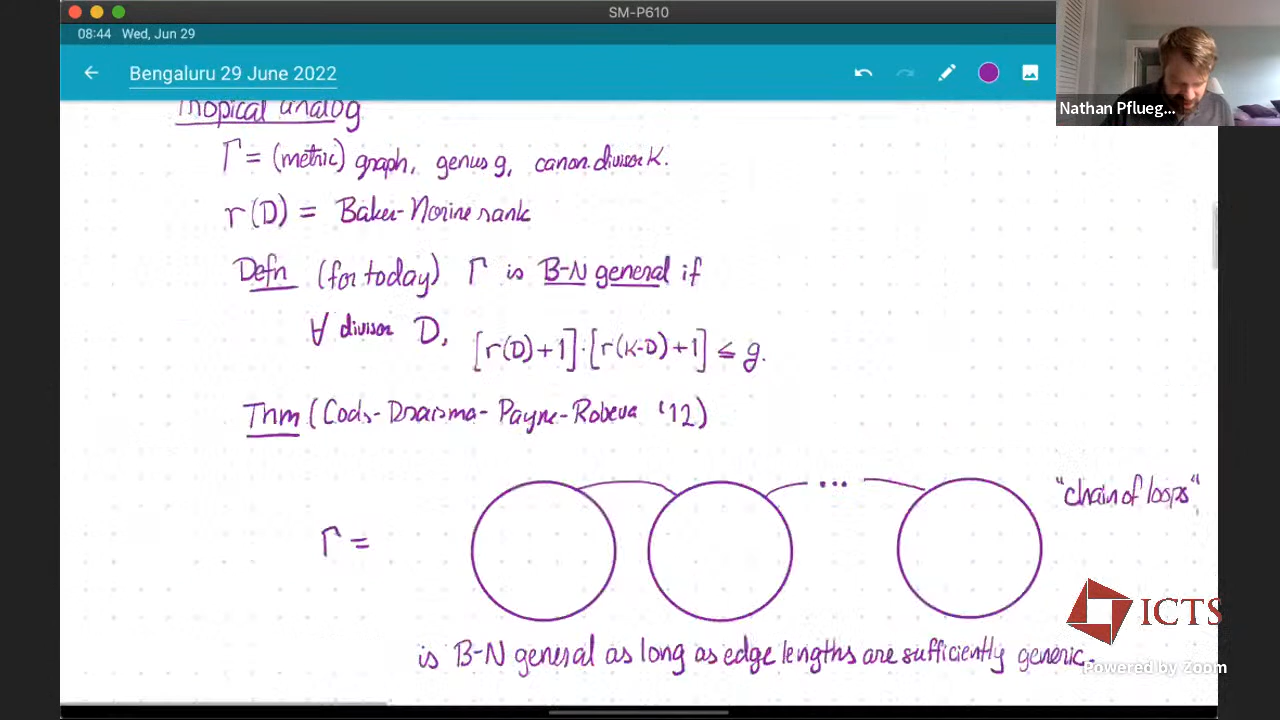 SM-P610
08:44 Wed, Jun 29
Bengaluru 29 June 2022
Nathan Pflueg...
Tropical analog
Γ = (metric) graph, genus g, canon. divisor K.
r(D) = Baker-Norine rank
Defn (for today) Γ is B-N general if
∀ divisor D, [r(D)+1]·[r(K-D)+1] ≤ g.
Thm (Cools-Draisma-Payne-Robeva '12)
"chain of loops"
Γ =
...
ICTS
is B-N general as long as edge lengths are sufficiently generic.
Powered by Zoom